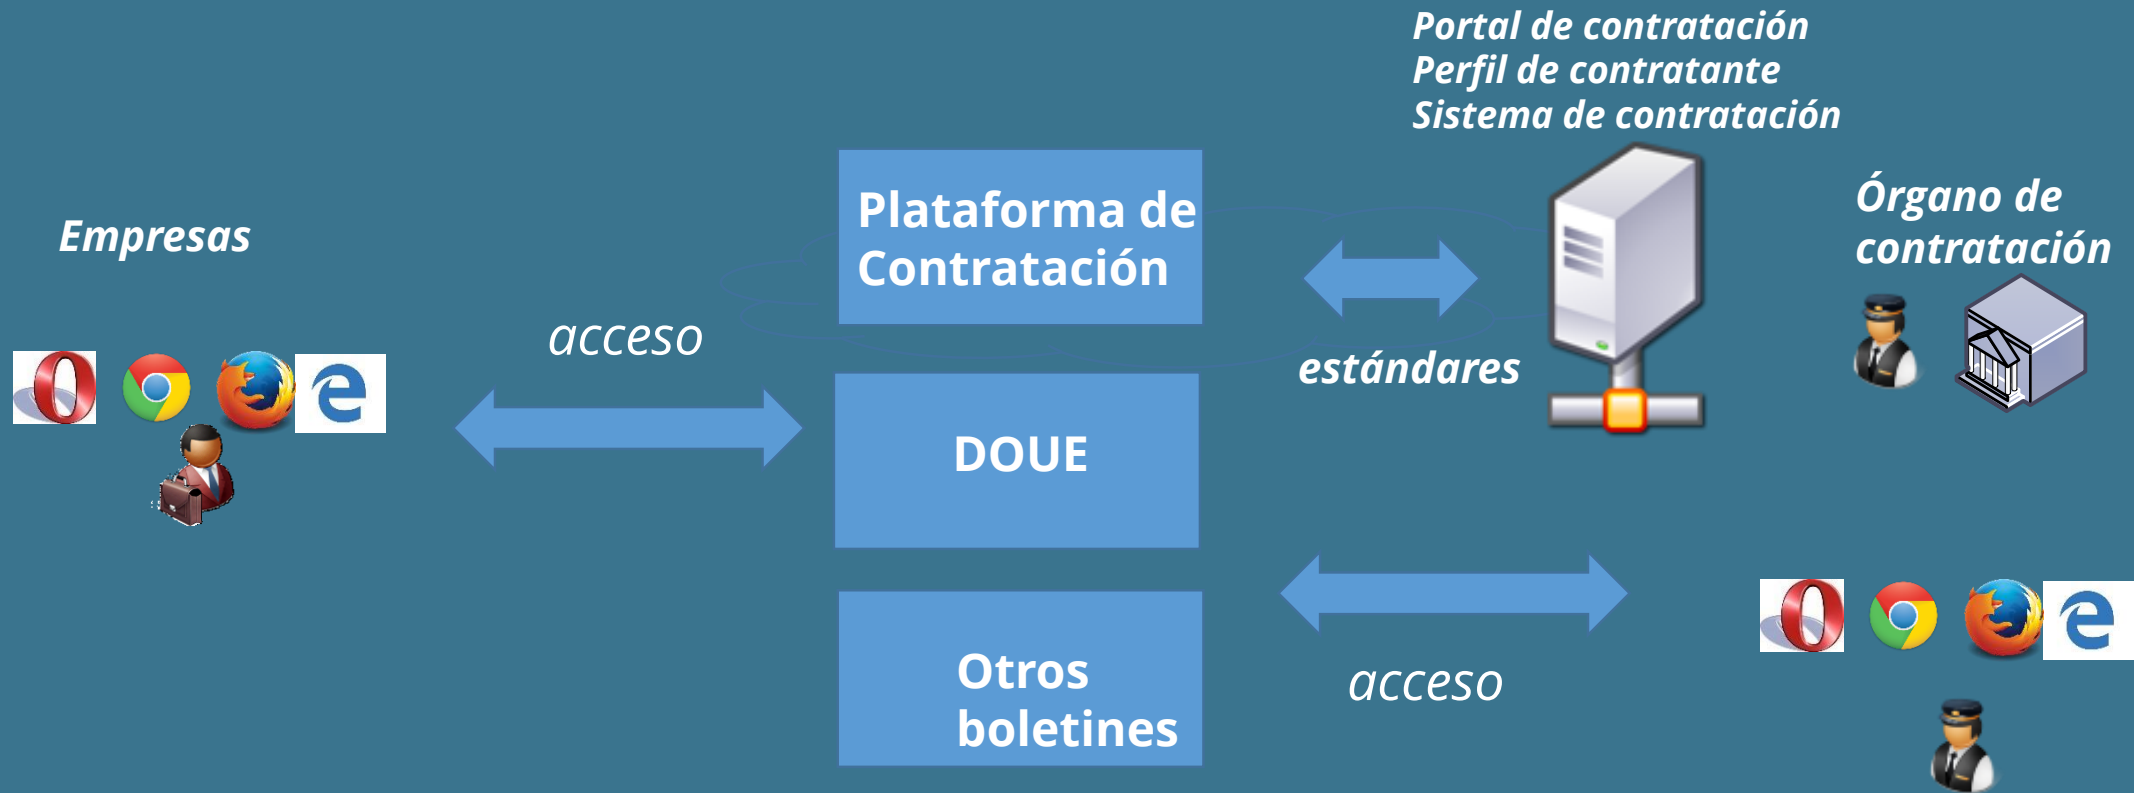 Portal de contratación
Perfil de contratante
Sistema de contratación
Empresas
Plataforma de
Contratación
Órgano de
contratación
acceso
estándares
DOUE
Otros
boletines
acceso